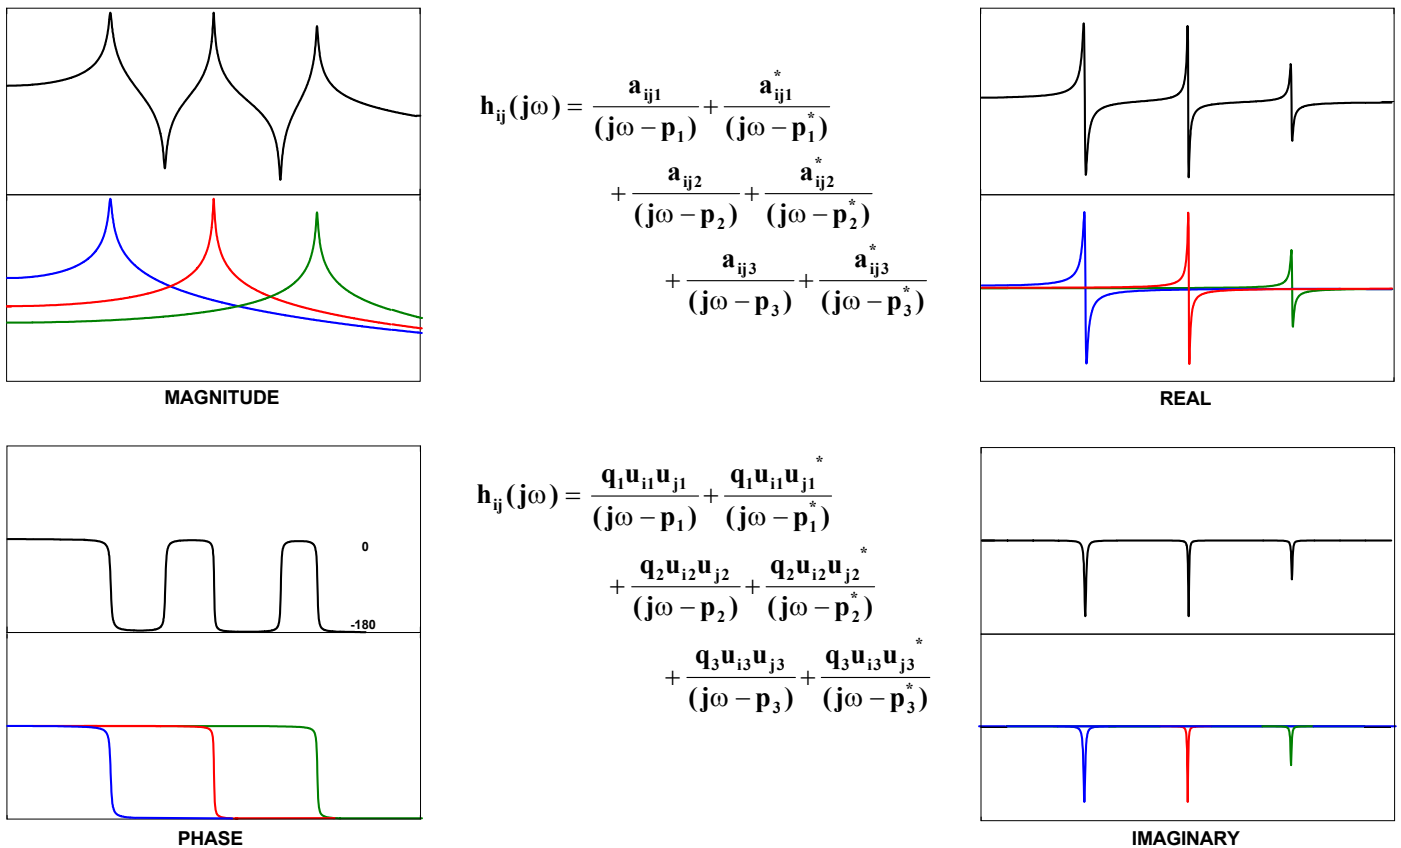 h_ij(jω) = a_ij1/(jω − p_1) + a*_ij1/(jω − p*_1)
+ a_ij2/(jω − p_2) + a*_ij2/(jω − p*_2)
+ a_ij3/(jω − p_3) + a*_ij3/(jω − p*_3)
MAGNITUDE
REAL
h_ij(jω) = q_1u_i1u_j1/(jω − p_1) + q_1u_i1u_j1*/(jω − p*_1)
+ q_2u_i2u_j2/(jω − p_2) + q_2u_i2u_j2*/(jω − p*_2)
+ q_3u_i3u_j3/(jω − p_3) + q_3u_i3u_j3*/(jω − p*_3)
0
-180
PHASE
IMAGINARY